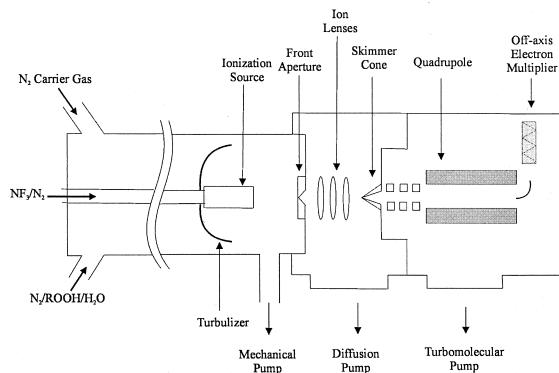 N₂ Carrier Gas
NF₃/N₂
N₂/ROOH/H₂O
Ionization
Source
Turbulizer
Front
Aperture
Ion
Lenses
Skimmer
Cone
Quadrupole
Off-axis
Electron
Multiplier
Mechanical
Pump
Diffusion
Pump
Turbomolecular
Pump